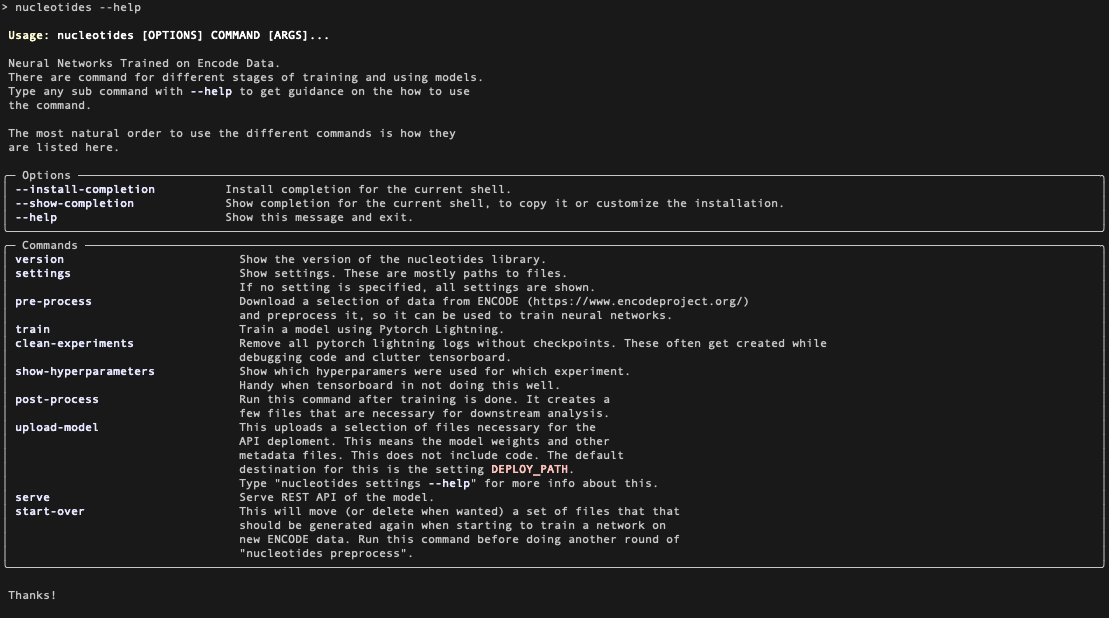 > nucleotides --help
Usage: nucleotides [OPTIONS] COMMAND [ARGS]...
Neural Networks Trained on Encode Data.
There are command for different stages of training and using models.
Type any sub command with --help to get guidance on the how to use
the command.
The most natural order to use the different commands is how they
are listed here.
Options
--install-completion Install completion for the current shell.
--show-completion Show completion for the current shell, to copy it or customize the installation.
--help Show this message and exit.
Commands
version Show the version of the nucleotides library.
settings Show settings. These are mostly paths to files.
If no setting is specified, all settings are shown.
pre-process Download a selection of data from ENCODE (https://www.encodeproject.org/)
and preprocess it, so it can be used to train neural networks.
train Train a model using Pytorch Lightning.
clean-experiments Remove all pytorch lightning logs without checkpoints. These often get created while
debugging code and clutter tensorboard.
show-hyperparameters Show which hyperparamers were used for which experiment.
Handy when tensorboard in not doing this well.
post-process Run this command after training is done. It creates a
few files that are necessary for downstream analysis.
upload-model This uploads a selection of files necessary for the
API deploment. This means the model weights and other
metadata files. This does not include code. The default
destination for this is the setting DEPLOY_PATH.
Type "nucleotides settings --help" for more info about this.
serve Serve REST API of the model.
start-over This will move (or delete when wanted) a set of files that that
should be generated again when starting to train a network on
new ENCODE data. Run this command before doing another round of
"nucleotides preprocess".
Thanks!